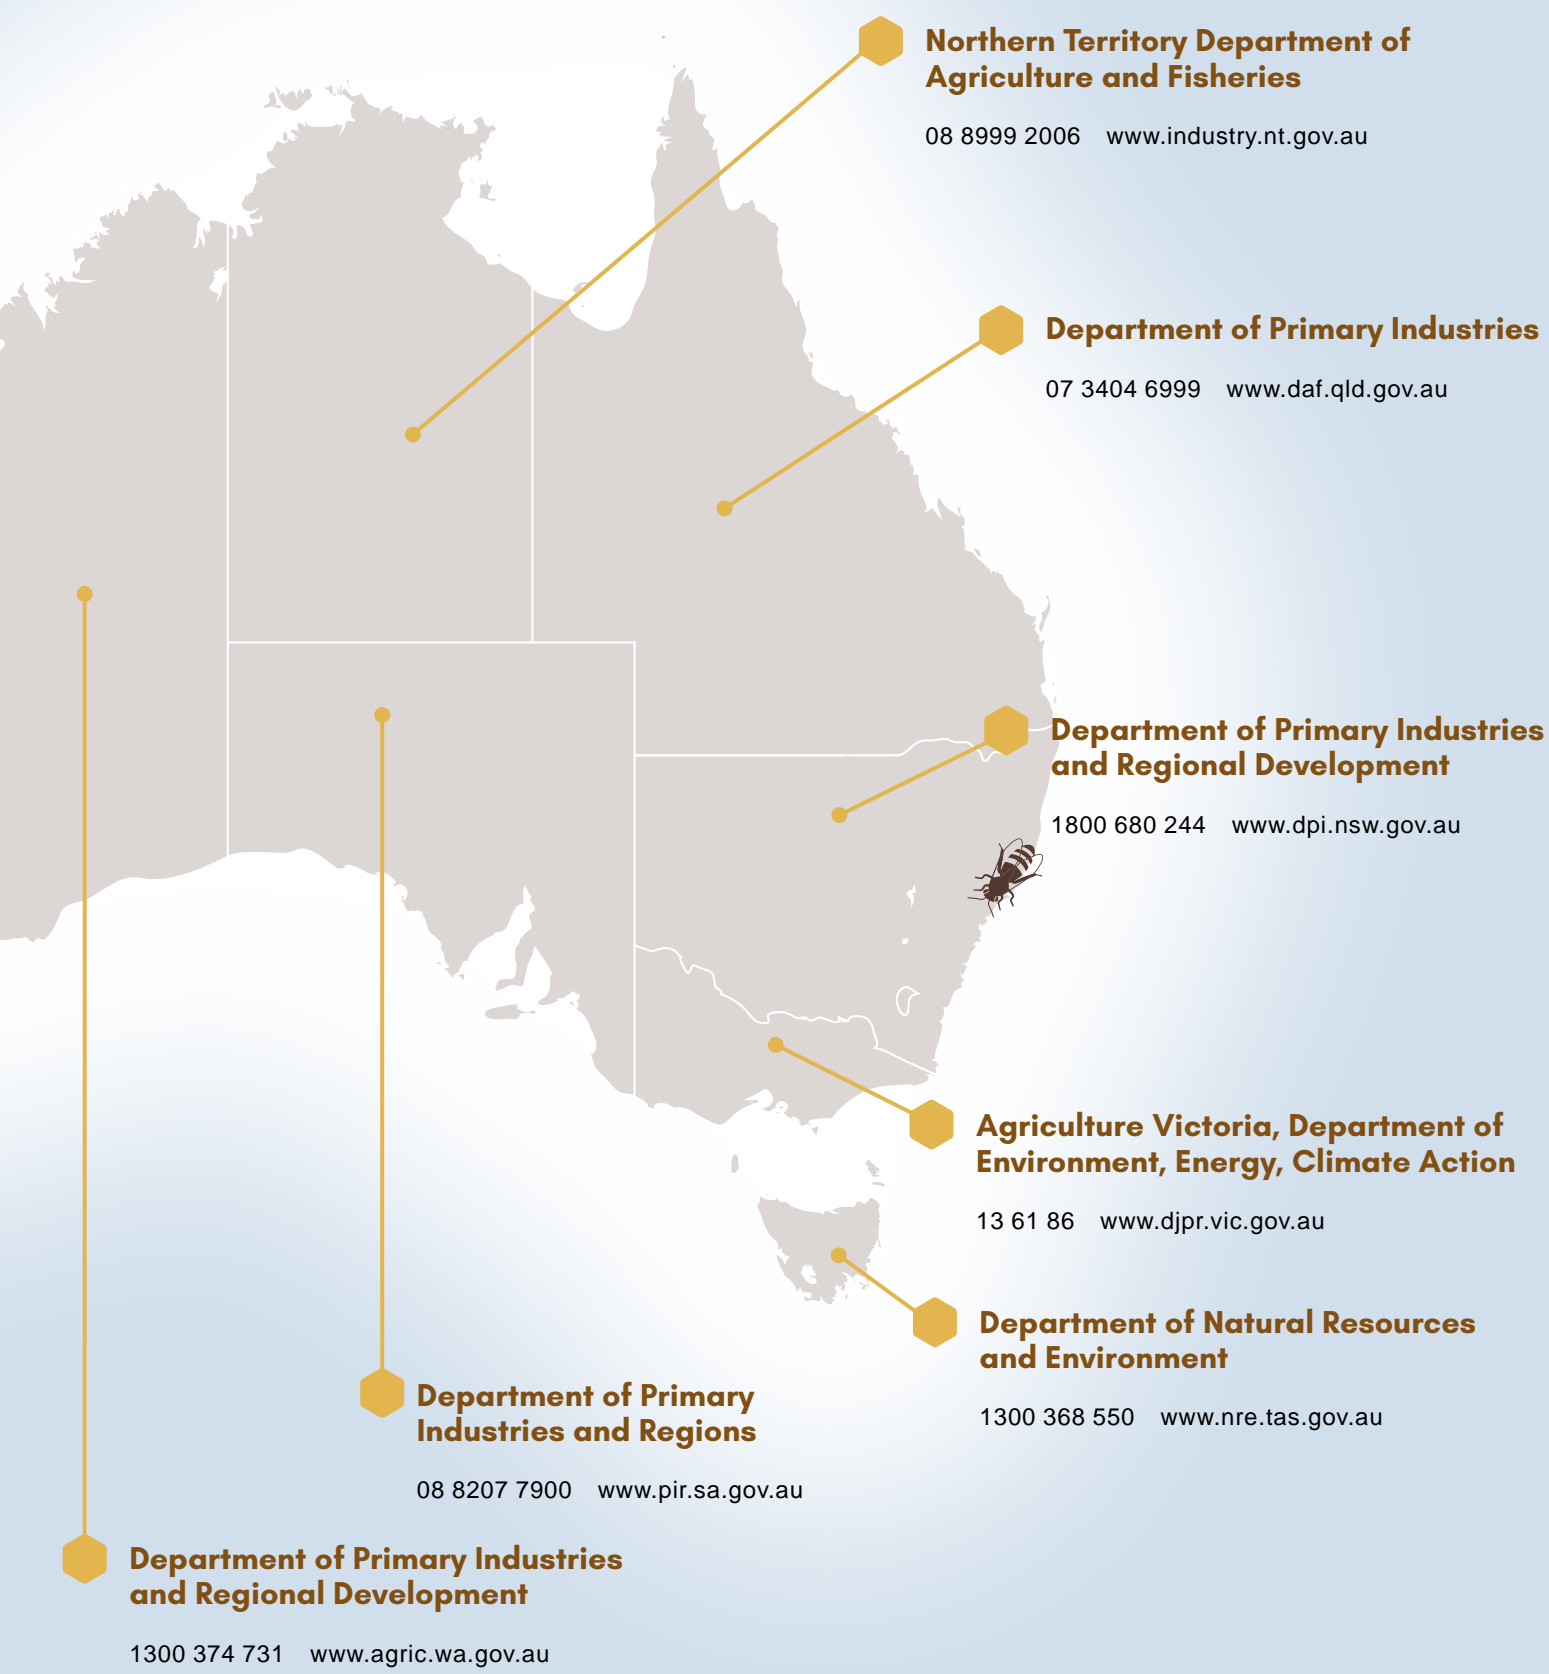 Northern Territory Department of
Agriculture and Fisheries
08 8999 2006 www.industry.nt.gov.au
Department of Primary Industries
07 3404 6999 www.daf.qld.gov.au
Department of Primary Industries
and Regional Development
1800 680 244 www.dpi.nsw.gov.au
Agriculture Victoria, Department of
Environment, Energy, Climate Action
13 61 86 www.djpr.vic.gov.au
Department of Natural Resources
and Environment
1300 368 550 www.nre.tas.gov.au
Department of Primary
Industries and Regions
08 8207 7900 www.pir.sa.gov.au
Department of Primary Industries
and Regional Development
1300 374 731 www.agric.wa.gov.au